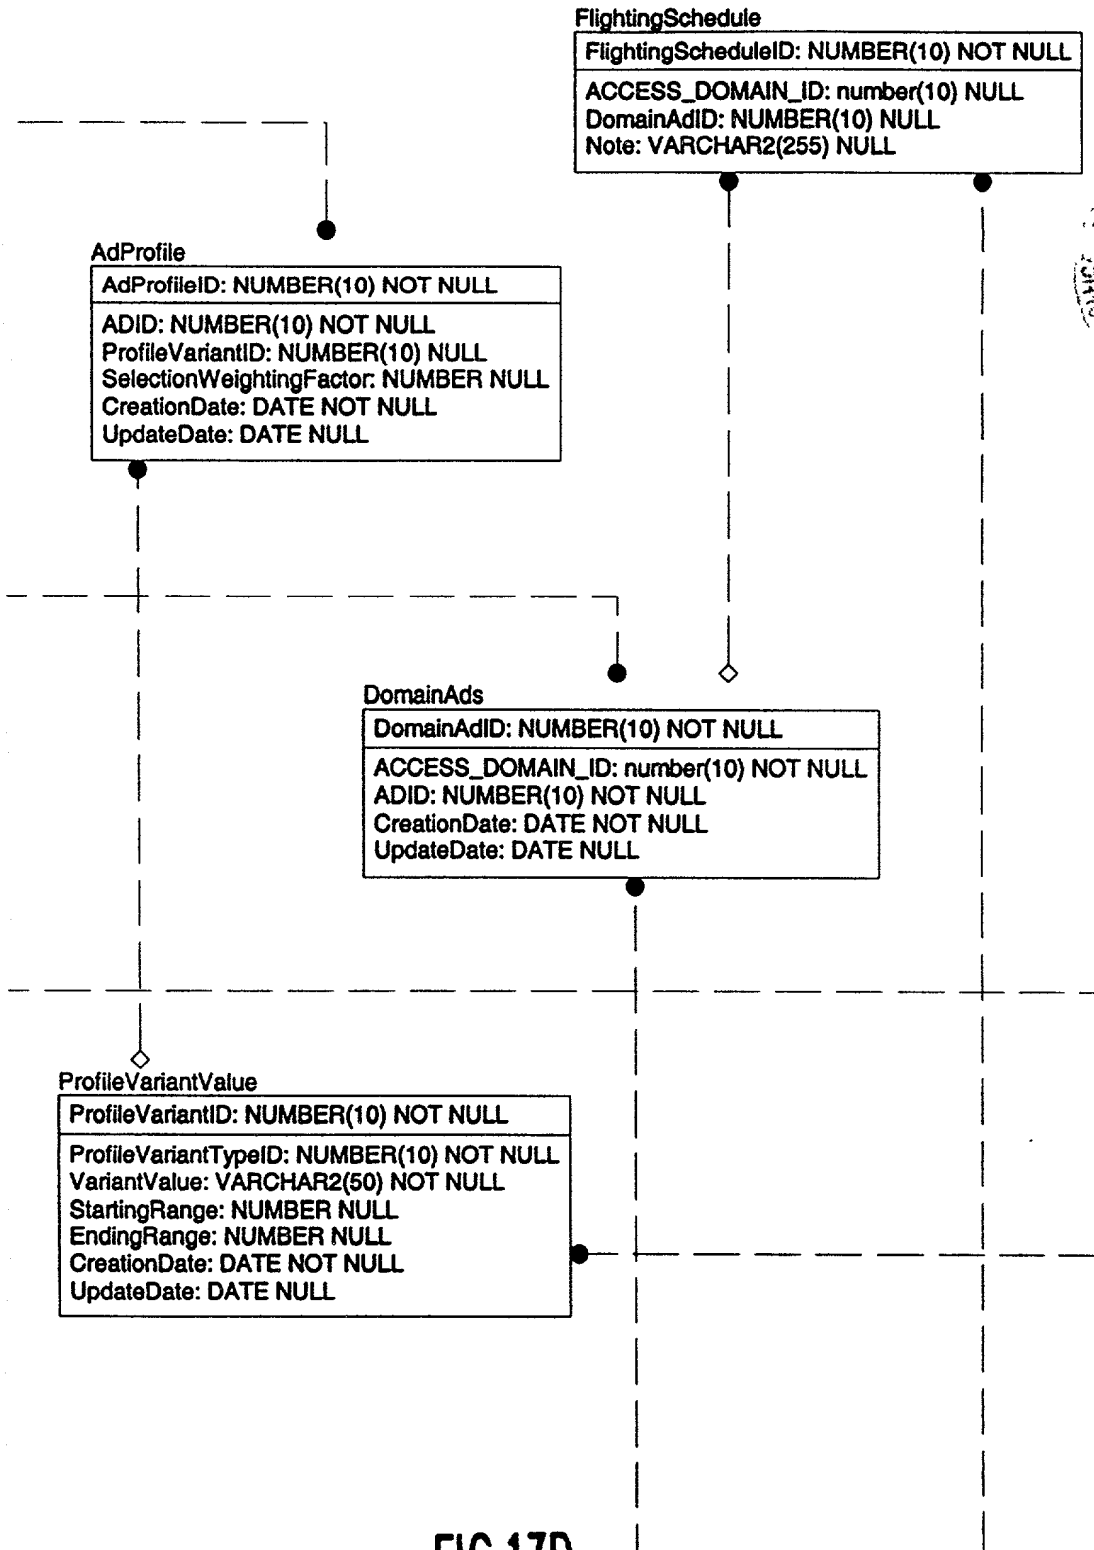 FlightingSchedule
FlightingScheduleID: NUMBER(10) NOT NULL
ACCESS_DOMAIN_ID: number(10) NULL
DomainAdID: NUMBER(10) NULL
Note: VARCHAR2(255) NULL
AdProfile
AdProfileID: NUMBER(10) NOT NULL
ADID: NUMBER(10) NOT NULL
ProfileVariantID: NUMBER(10) NULL
SelectionWeightingFactor: NUMBER NULL
CreationDate: DATE NOT NULL
UpdateDate: DATE NULL
DomainAds
DomainAdID: NUMBER(10) NOT NULL
ACCESS_DOMAIN_ID: number(10) NOT NULL
ADID: NUMBER(10) NOT NULL
CreationDate: DATE NOT NULL
UpdateDate: DATE NULL
ProfileVariantValue
ProfileVariantID: NUMBER(10) NOT NULL
ProfileVariantTypeID: NUMBER(10) NOT NULL
VariantValue: VARCHAR2(50) NOT NULL
StartingRange: NUMBER NULL
EndingRange: NUMBER NULL
CreationDate: DATE NOT NULL
UpdateDate: DATE NULL